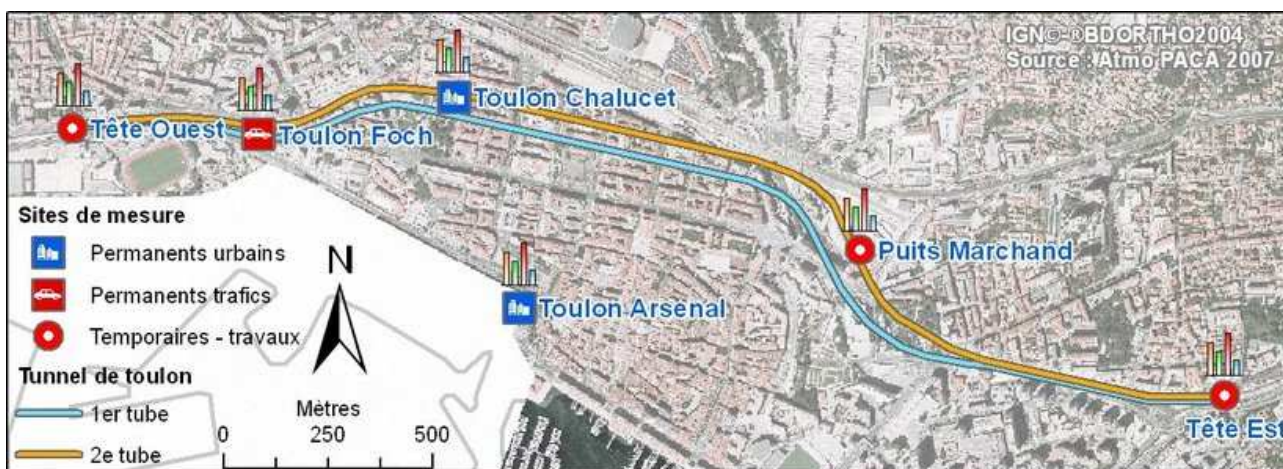 IGN©-®BDORTHO2004
Source : Atmo PACA 2007
Toulon Chalucet
Tête Ouest
Toulon Foch
Puits Marchand
Toulon Arsenal
Tête Est
Sites de mesure
Permanents urbains
Permanents trafics
Temporaires - travaux
Tunnel de toulon
1er tube
2e tube
N
Mètres
0 250 500